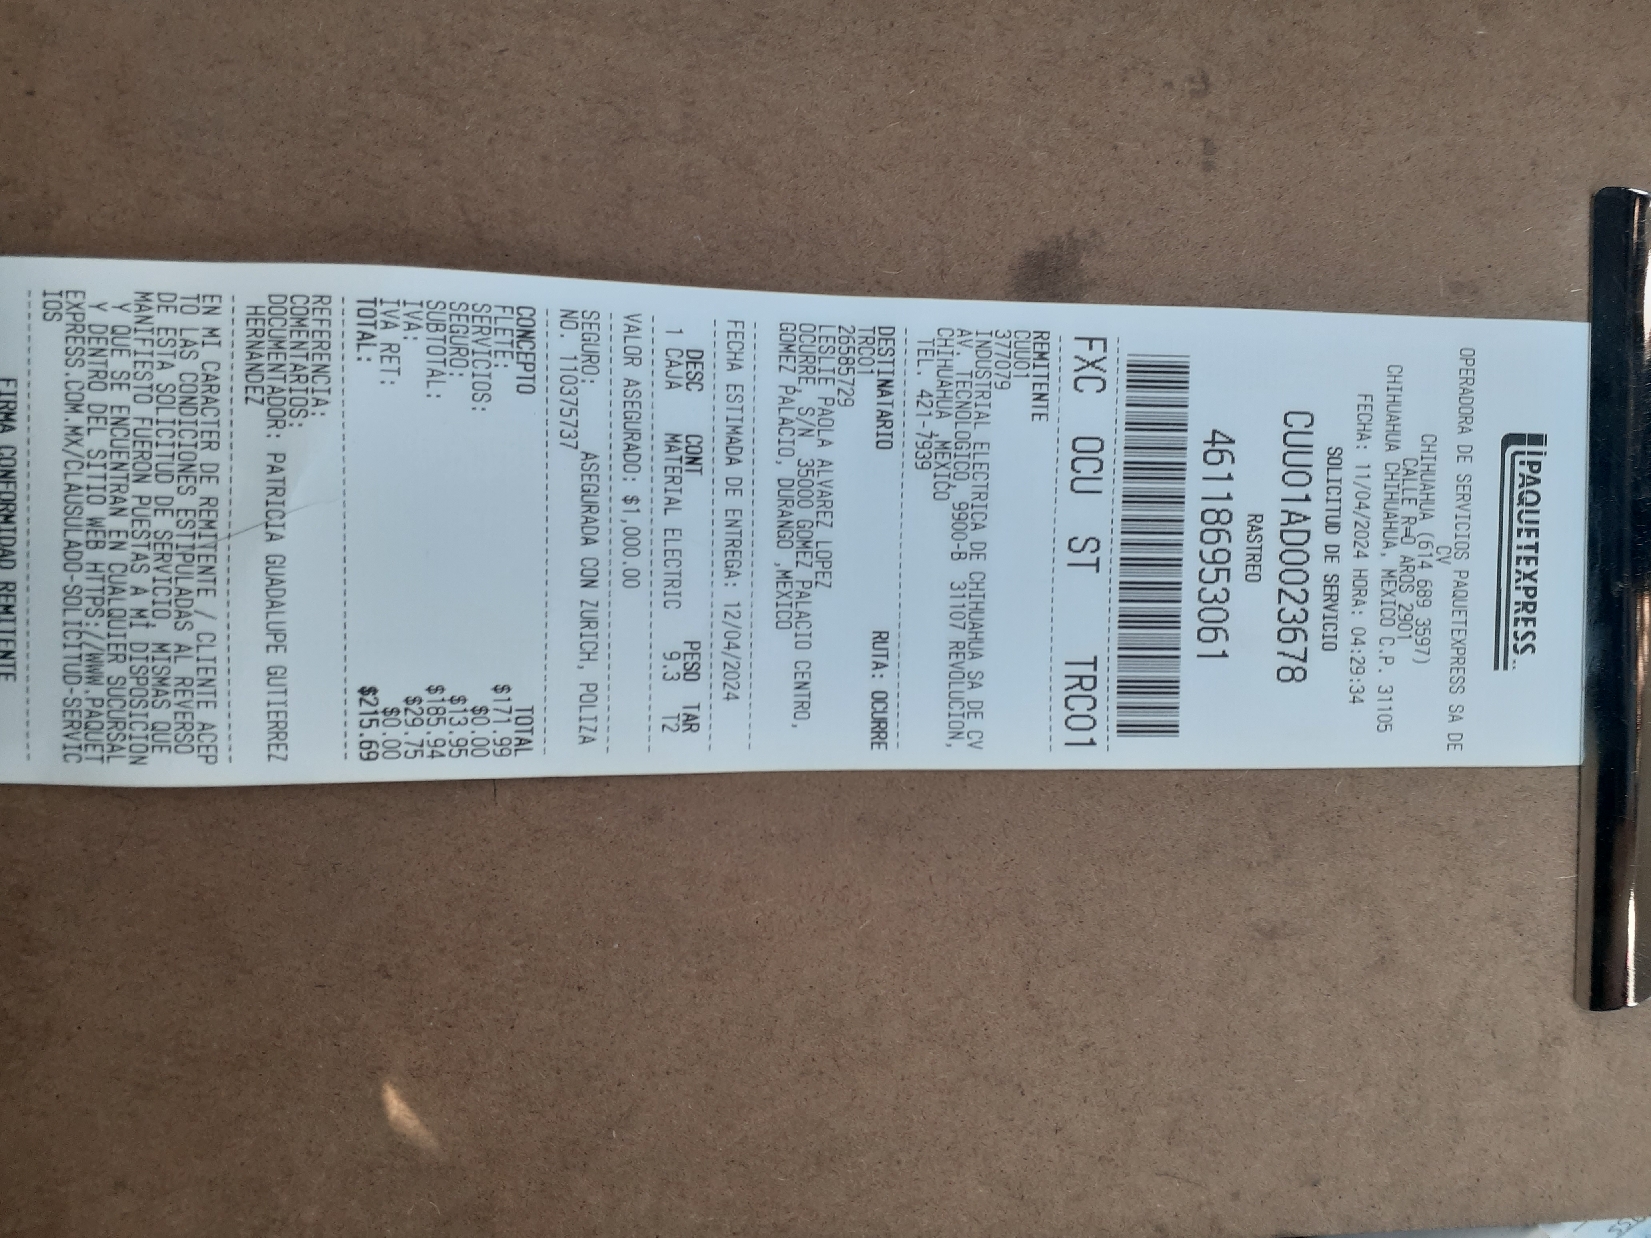 ¡PAQUETEXPRESS
OPERADORA DE SERVICIOS PAQUETEXPRESS SA DE
CV
CHIHUAHUA (614 689 3597)
CALLE R¬O AROS 2901
CHIHUAHUA CHIHUAHUA, MEXICO C.P. 31105
FECHA: 11/04/2024 HORA: 04:29:34
SOLICITUD DE SERVICIO
CUU01AD0023678
RASTREO
461186953061
FXC OCU ST TRC01
REMITENTE
CUU01
377079
INDUSTRIAL ELECTRICA DE CHIHUAHUA SA DE CV
AV. TECNOLOGICO, 9900-B 31107 REVOLUCION,
CHIHUAHUA ,MEXICO
TEL. 421-7939
DESTINATARIO RUTA: OCURRE
TRC01
26585729
LESLIE PAOLA ALVAREZ LOPEZ
OCURRE, S/N 35000 GOMEZ PALACIO CENTRO,
GOMEZ PALACIO, DURANGO ,MEXICO
FECHA ESTIMADA DE ENTREGA: 12/04/2024
DESC CONT PESO TAR
1 CAJA MATERIAL ELECTRIC 9.3 T2
VALOR ASEGURADO: $1,000.00
SEGURO: ASEGURADA CON ZURICH, POLIZA
NO. 110375737
CONCEPTO TOTAL
FLETE: $171.99
SERVICIOS: $0.00
SEGURO: $13.95
SUBTOTAL: $185.94
IVA: $29.75
IVA RET: $0.00
TOTAL: $215.69
REFERENCIA:
COMENTARIOS:
DOCUMENTADOR: PATRICIA GUADALUPE GUTIERREZ
HERNANDEZ
EN MI CARACTER DE REMITENTE / CLIENTE ACEP
TO LAS CONDICIONES ESTIPULADAS AL REVERSO
DE ESTA SOLICITUD DE SERVICIO, MISMAS QUE
MANIFIESTO FUERON PUESTAS A MI DISPOSICION
Y QUE SE ENCUENTRAN EN CUALQUIER SUCURSAL
Y DENTRO DEL SITIO WEB HTTPS://WWW.PAQUET
EXPRESS.COM.MX/CLAUSULADO-SOLICITUD-SERVIC
IOS
FIRMA CONFORMIDAD REMITENTE